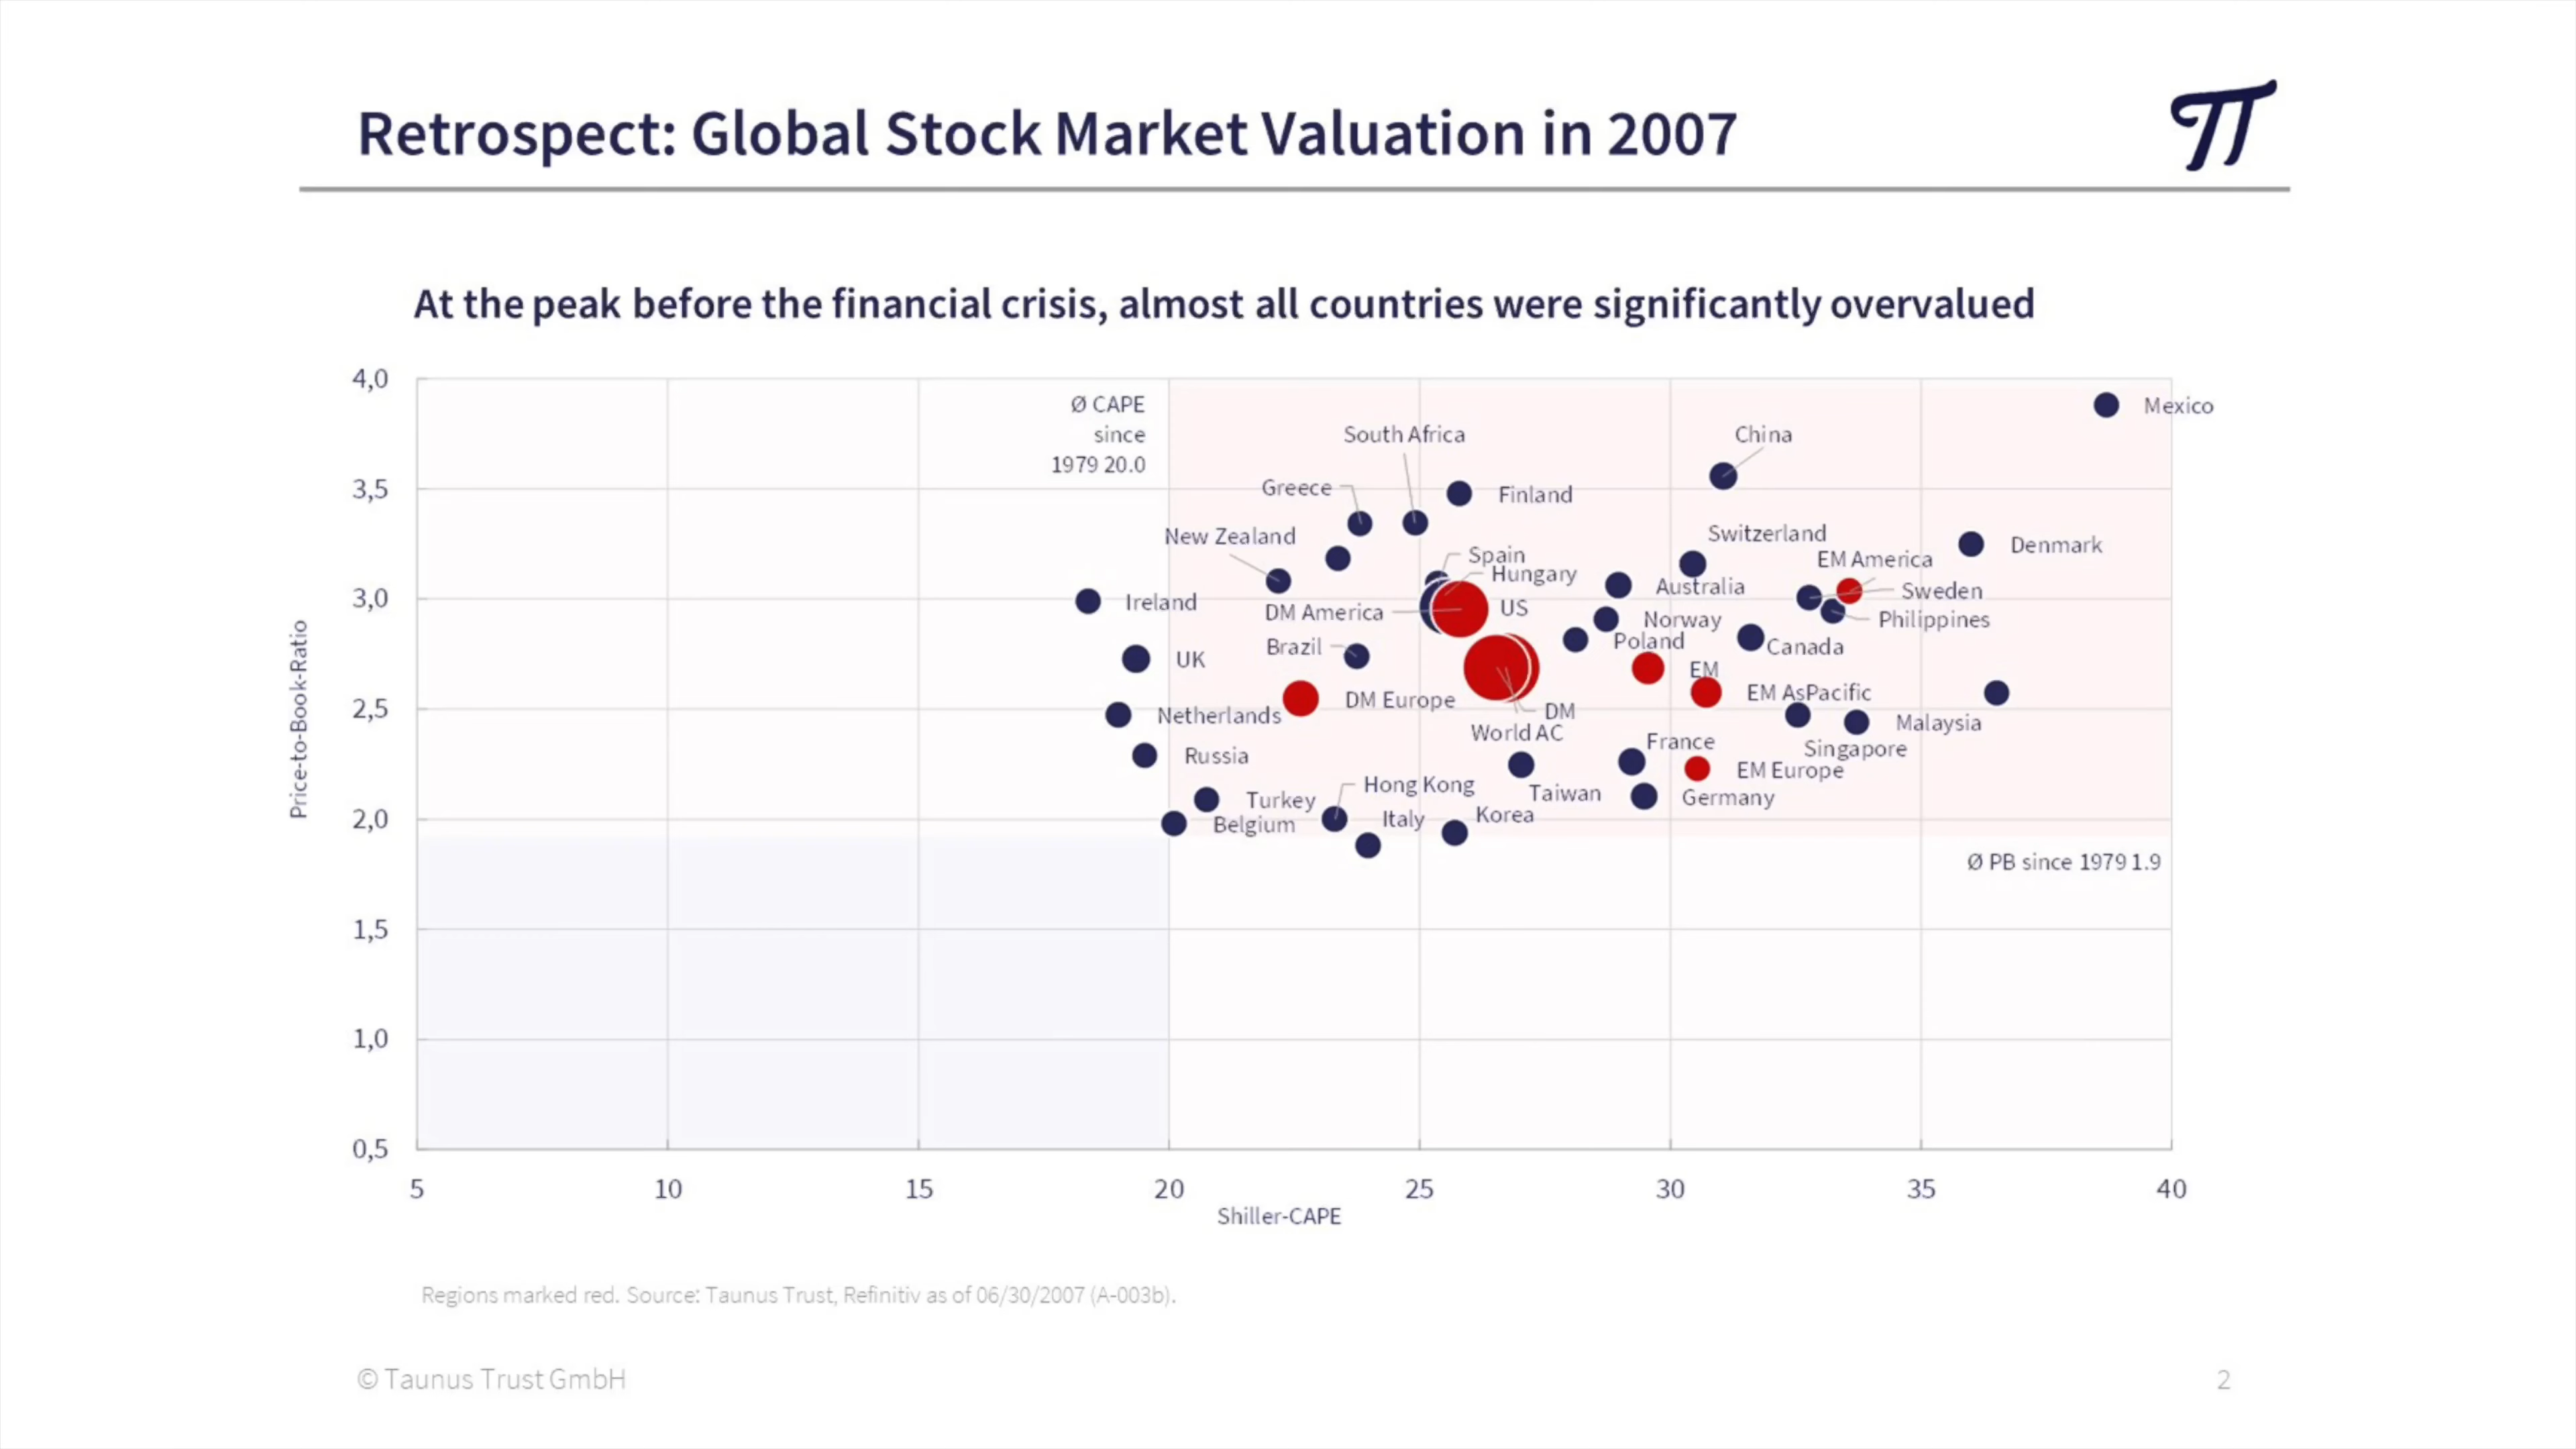 Retrospect: Global Stock Market Valuation in 2007
At the peak before the financial crisis, almost all countries were significantly overvalued
4,0
3,5
3,0
2,5
2,0
1,5
1,0
0,5
Price-to-Book-Ratio
Ø CAPE
since
1979 20.0
Mexico
South Africa
China
Greece
Finland
New Zealand
Switzerland
Denmark
Spain
EM America
Hungary
Australia
Sweden
Ireland
DM America
US
Norway
Philippines
Brazil
Poland
Canada
UK
EM
DM Europe
EM AsPacific
Netherlands
DM
World AC
Malaysia
Russia
France
Singapore
EM Europe
Hong Kong
Taiwan
Germany
Turkey
Italy
Korea
Belgium
Ø PB since 1979 1.9
5
10
15
20
25
30
35
40
Shiller-CAPE
Regions marked red. Source: Taunus Trust, Refinitiv as of 06/30/2007 (A-003b).
© Taunus Trust GmbH
2